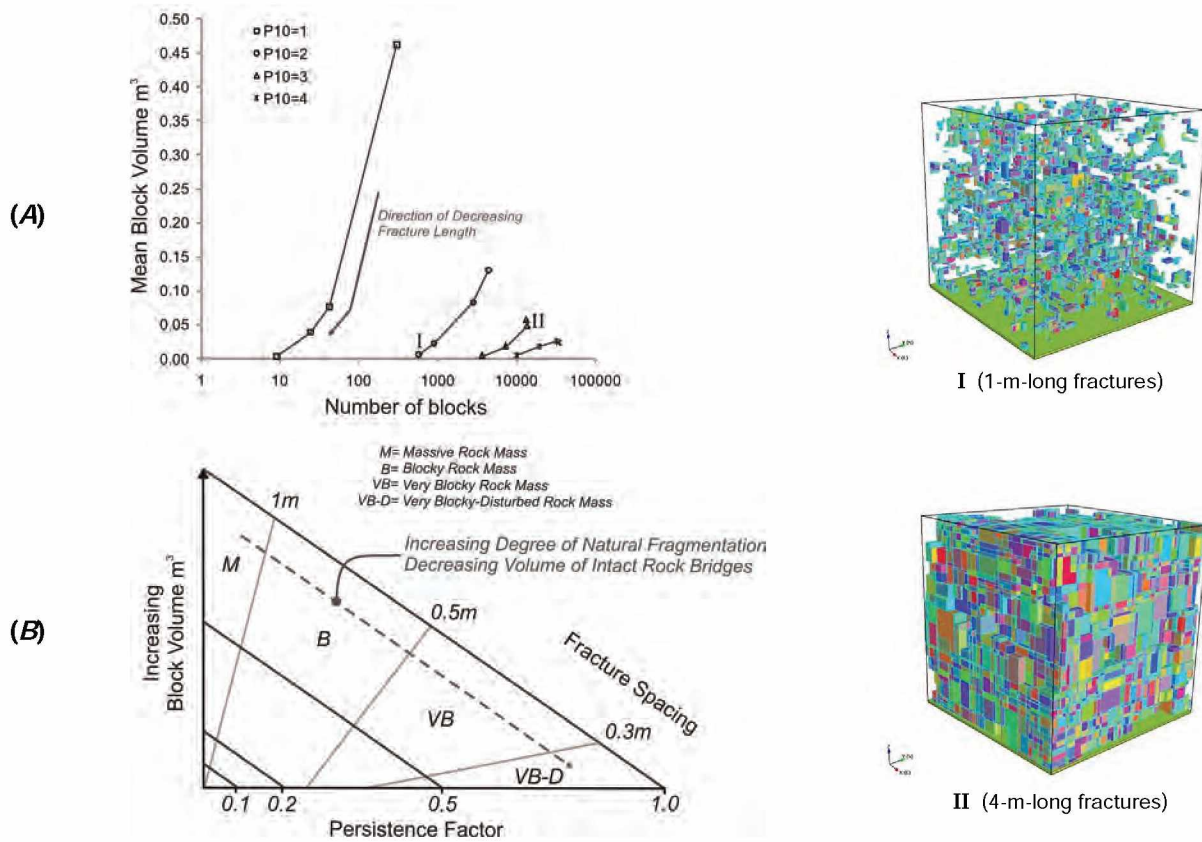 (A)
Mean Block Volume m³
0.50
0.45
0.40
0.35
0.30
0.25
0.20
0.15
0.10
0.05
0.00
P10=1
P10=2
P10=3
P10=4
Direction of Decreasing
Fracture Length
I
II
1
10
100
1000
10000
100000
Number of blocks
I (1-m-long fractures)
(B)
M= Massive Rock Mass
B= Blocky Rock Mass
VB= Very Blocky Rock Mass
VB-D= Very Blocky-Disturbed Rock Mass
Increasing
Block Volume m³
1m
Increasing Degree of Natural Fragmentation
Decreasing Volume of Intact Rock Bridges
M
0.5m
B
Fracture Spacing
VB
0.3m
VB-D
0.1
0.2
0.5
1.0
Persistence Factor
II (4-m-long fractures)